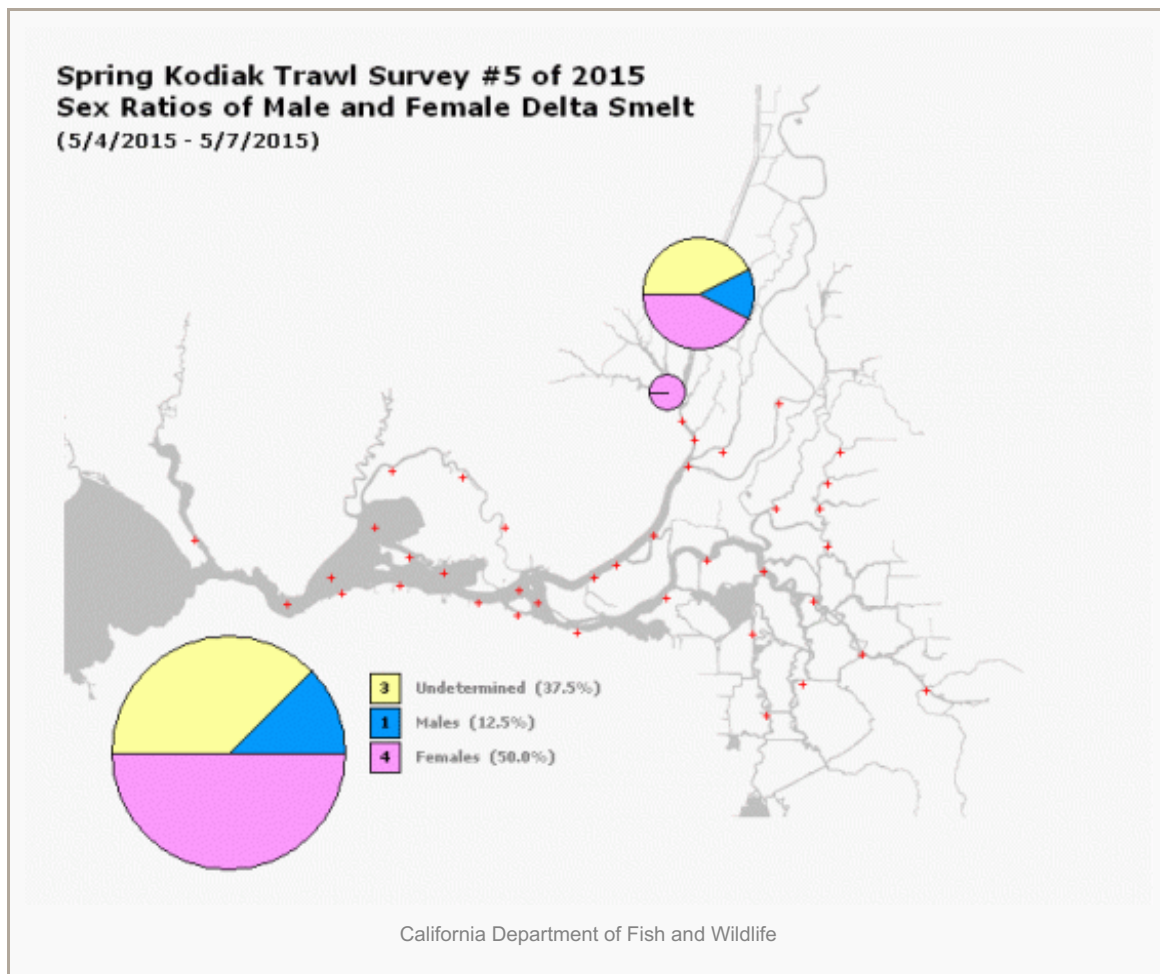 Spring Kodiak Trawl Survey #5 of 2015
Sex Ratios of Male and Female Delta Smelt
(5/4/2015 - 5/7/2015)
3 Undetermined (37.5%)
1 Males (12.5%)
4 Females (50.0%)
California Department of Fish and Wildlife